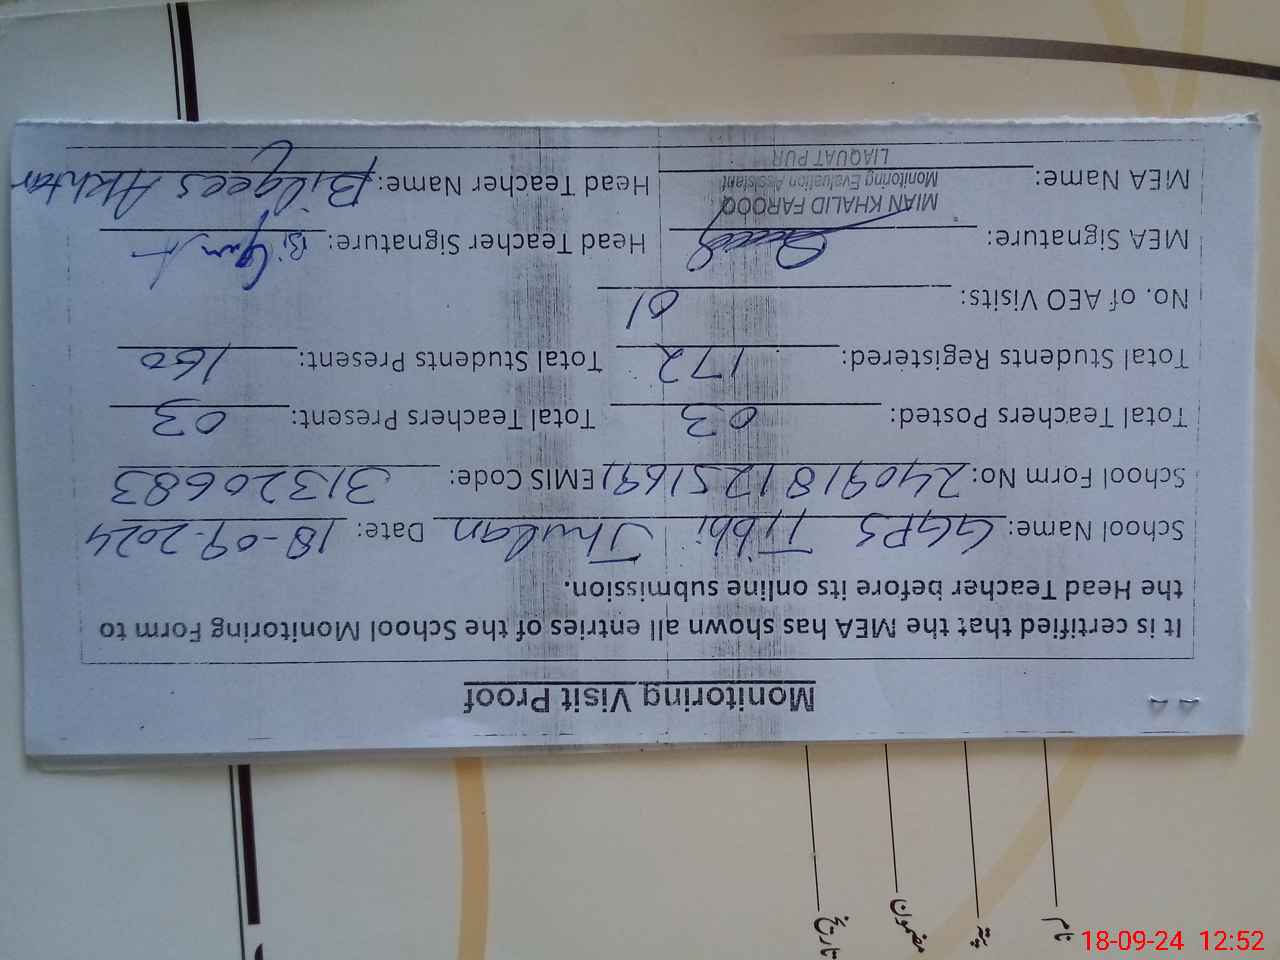 Monitoring Visit Proof
It is certified that the MEA has shown all entries of the School Monitoring Form to
the Head Teacher before its online submission.
School Name: GGPS Tibbi Jhulan Date: 18-09-2024
School Form No: 2409181251691 EMIS Code: 31320683
Total Teachers Posted: 03 Total Teachers Present: 03
Total Students Registered: 172 Total Students Present: 160
No. of AEO Visits: 01
MEA Signature: Head Teacher Signature:
MIAN KHALID FAROOQ
Monitoring Evaluation Assistant
LIAQUAT PUR
MEA Name: Head Teacher Name: Bilqees Akhtar
نام
پتہ
مضمون
تاریخ
18-09-24 12:52